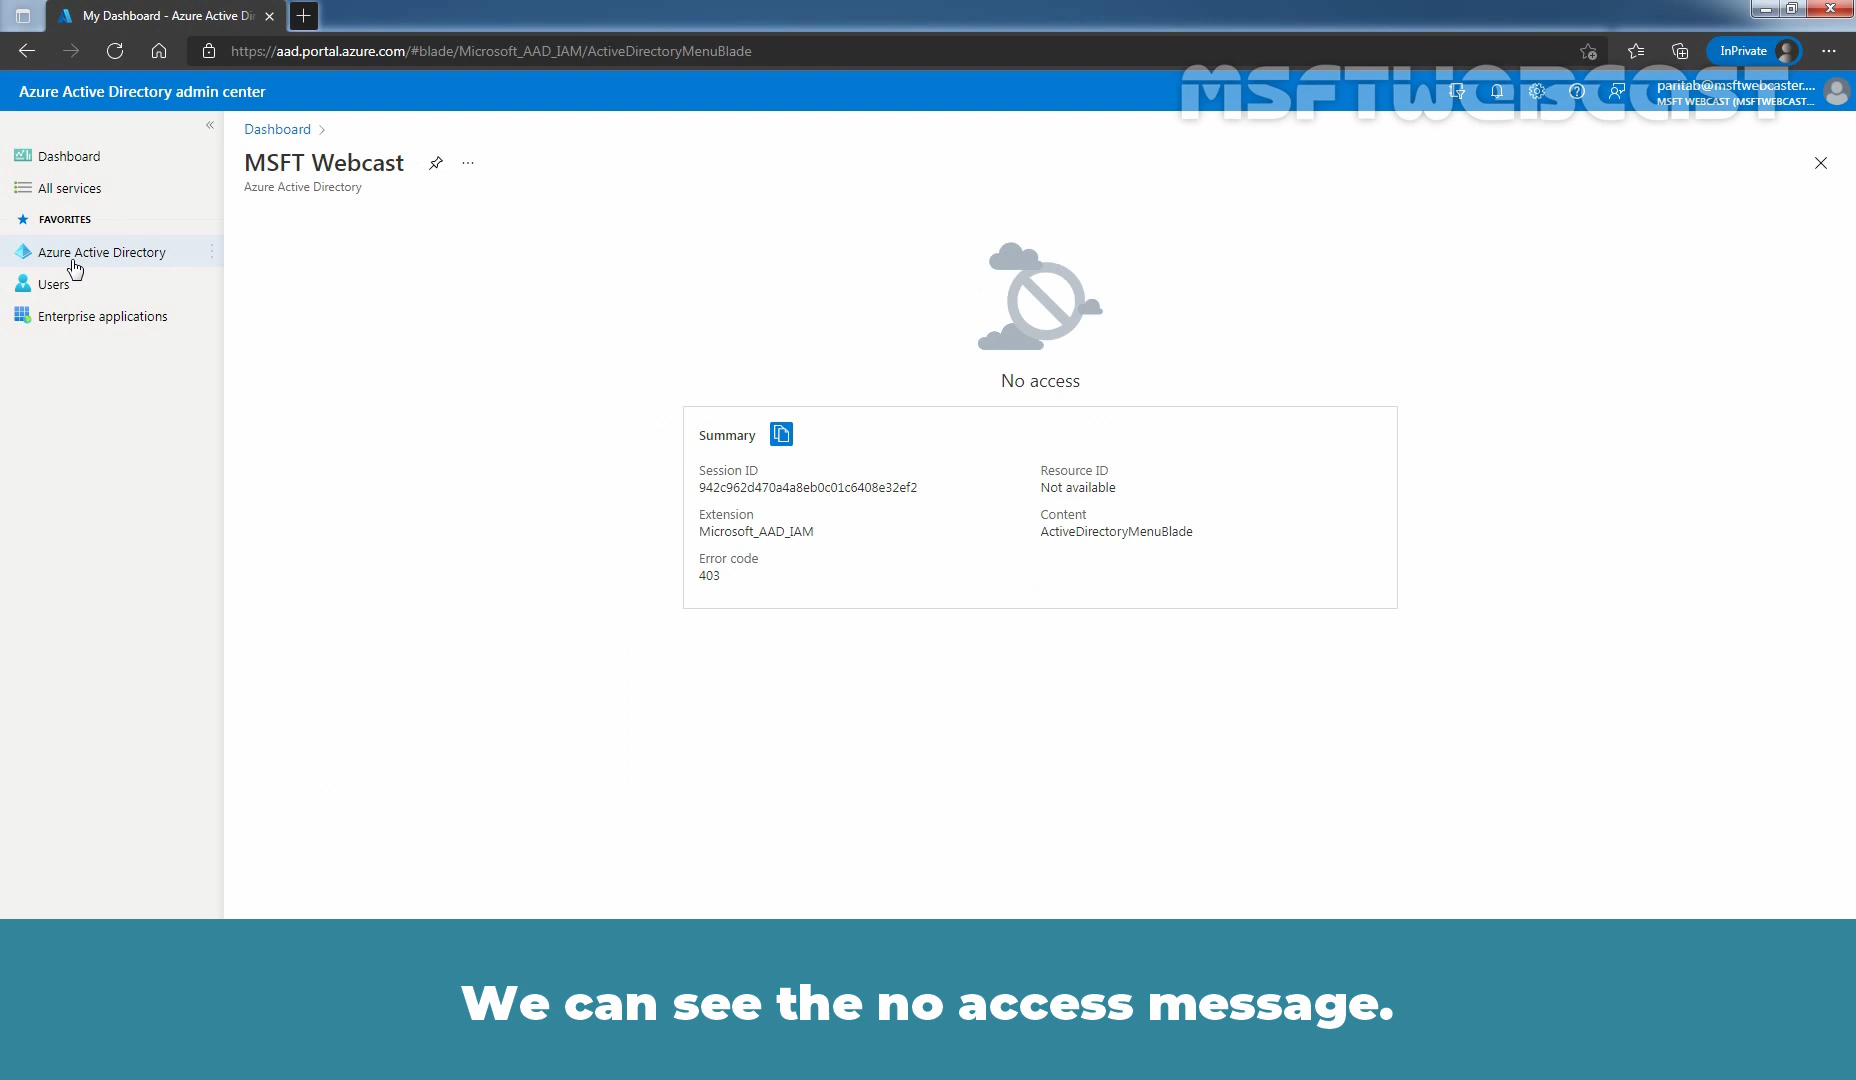 My Dashboard - Azure Active Di
https://aad.portal.azure.com/#blade/Microsoft_AAD_IAM/ActiveDirectoryMenuBlade
InPrivate
Azure Active Directory admin center
MSFTWEBCAST
paritab@msftwebcaster....
MSFT WEBCAST (MSFTWEBCAST...
Dashboard
All services
FAVORITES
Azure Active Directory
Users
Enterprise applications
Dashboard
MSFT Webcast
Azure Active Directory
No access
Summary
Session ID
942c962d470a4a8eb0c01c6408e32ef2
Resource ID
Not available
Extension
Microsoft_AAD_IAM
Content
ActiveDirectoryMenuBlade
Error code
403
We can see the no access message.